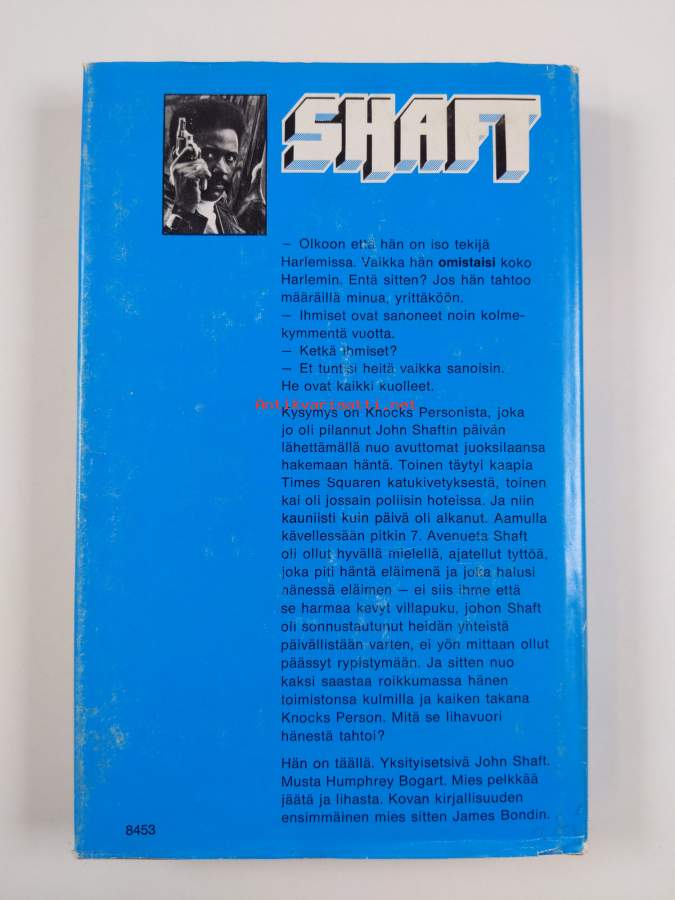 SHAFT
– Olkoon että hän on iso tekijä
Harlemissa. Vaikka hän omistaisi koko
Harlemin. Entä sitten? Jos hän tahtoo
määräillä minua, yrittäköön.
– Ihmiset ovat sanoneet noin kolme-
kymmentä vuotta.
– Ketkä ihmiset?
– Et tuntisi heitä vaikka sanoisin.
He ovat kaikki kuolleet.
Antikvariaatti.net
Kysymys on Knocks Personista, joka
jo oli pilannut John Shaftin päivän
lähettämällä nuo avuttomat juoksilaansa
hakemaan häntä. Toinen täytyi kaapia
Times Squaren katukivetyksestä, toinen
kai oli jossain poliisin hoteissa. Ja niin
kauniisti kuin päivä oli alkanut. Aamulla
kävellessään pitkin 7. Avenueta Shaft
oli ollut hyvällä mielellä, ajatellut tyttöä,
joka piti häntä eläimenä ja joka halusi
hänessä eläimen – ei siis ihme että
se harmaa kevyt villapuku, johon Shaft
oli sonnustautunut heidän yhteistä
päivällistään varten, ei yön mittaan ollut
päässyt rypistymään. Ja sitten nuo
kaksi saastaa roikkumassa hänen
toimistonsa kulmilla ja kaiken takana
Knocks Person. Mitä se lihavuori
hänestä tahtoi?
Hän on täällä. Yksityisetsivä John Shaft.
Musta Humphrey Bogart. Mies pelkkää
jäätä ja lihasta. Kovan kirjallisuuden
ensimmäinen mies sitten James Bondin.
8453